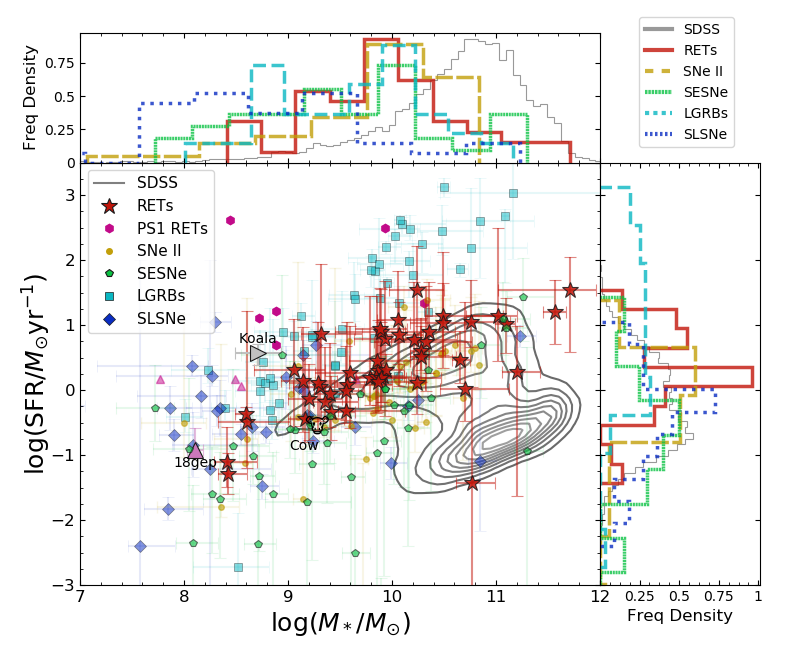 SDSS
RETs
SNe II
SESNe
LGRBs
SLSNe
Freq Density
0.75
0.5
0.25
0
SDSS
RETs
PS1 RETs
SNe II
SESNe
LGRBs
SLSNe
Koala
Cow
18gep
log(SFR/M⊙yr⁻¹)
3
2
1
0
−1
−2
−3
7 8 9 10 11 12
log(M*/M⊙)
0.25 0.5 0.75 1
Freq Density